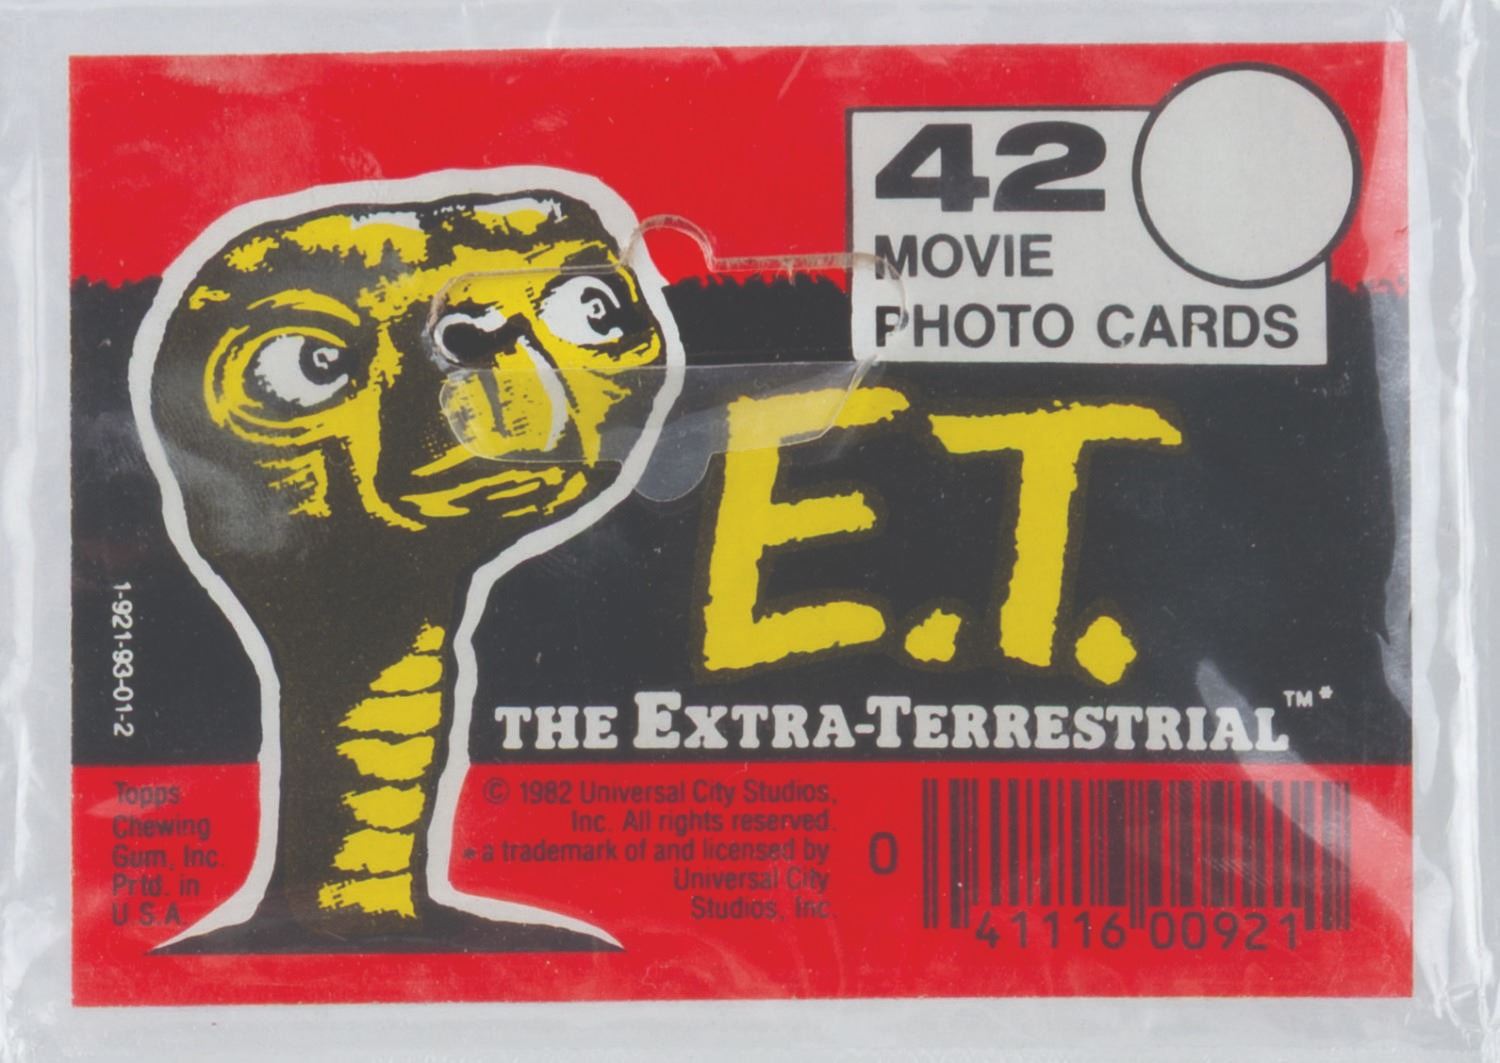 42
MOVIE
PHOTO CARDS
E.T.
THE EXTRA-TERRESTRIAL™*
1-921-93-01-2
Topps
Chewing
Gum, Inc.
Prtd. in
U.S.A.
© 1982 Universal City Studios,
Inc. All rights reserved.
*a trademark of and licensed by
Universal City
Studios, Inc.
0 41116 00921